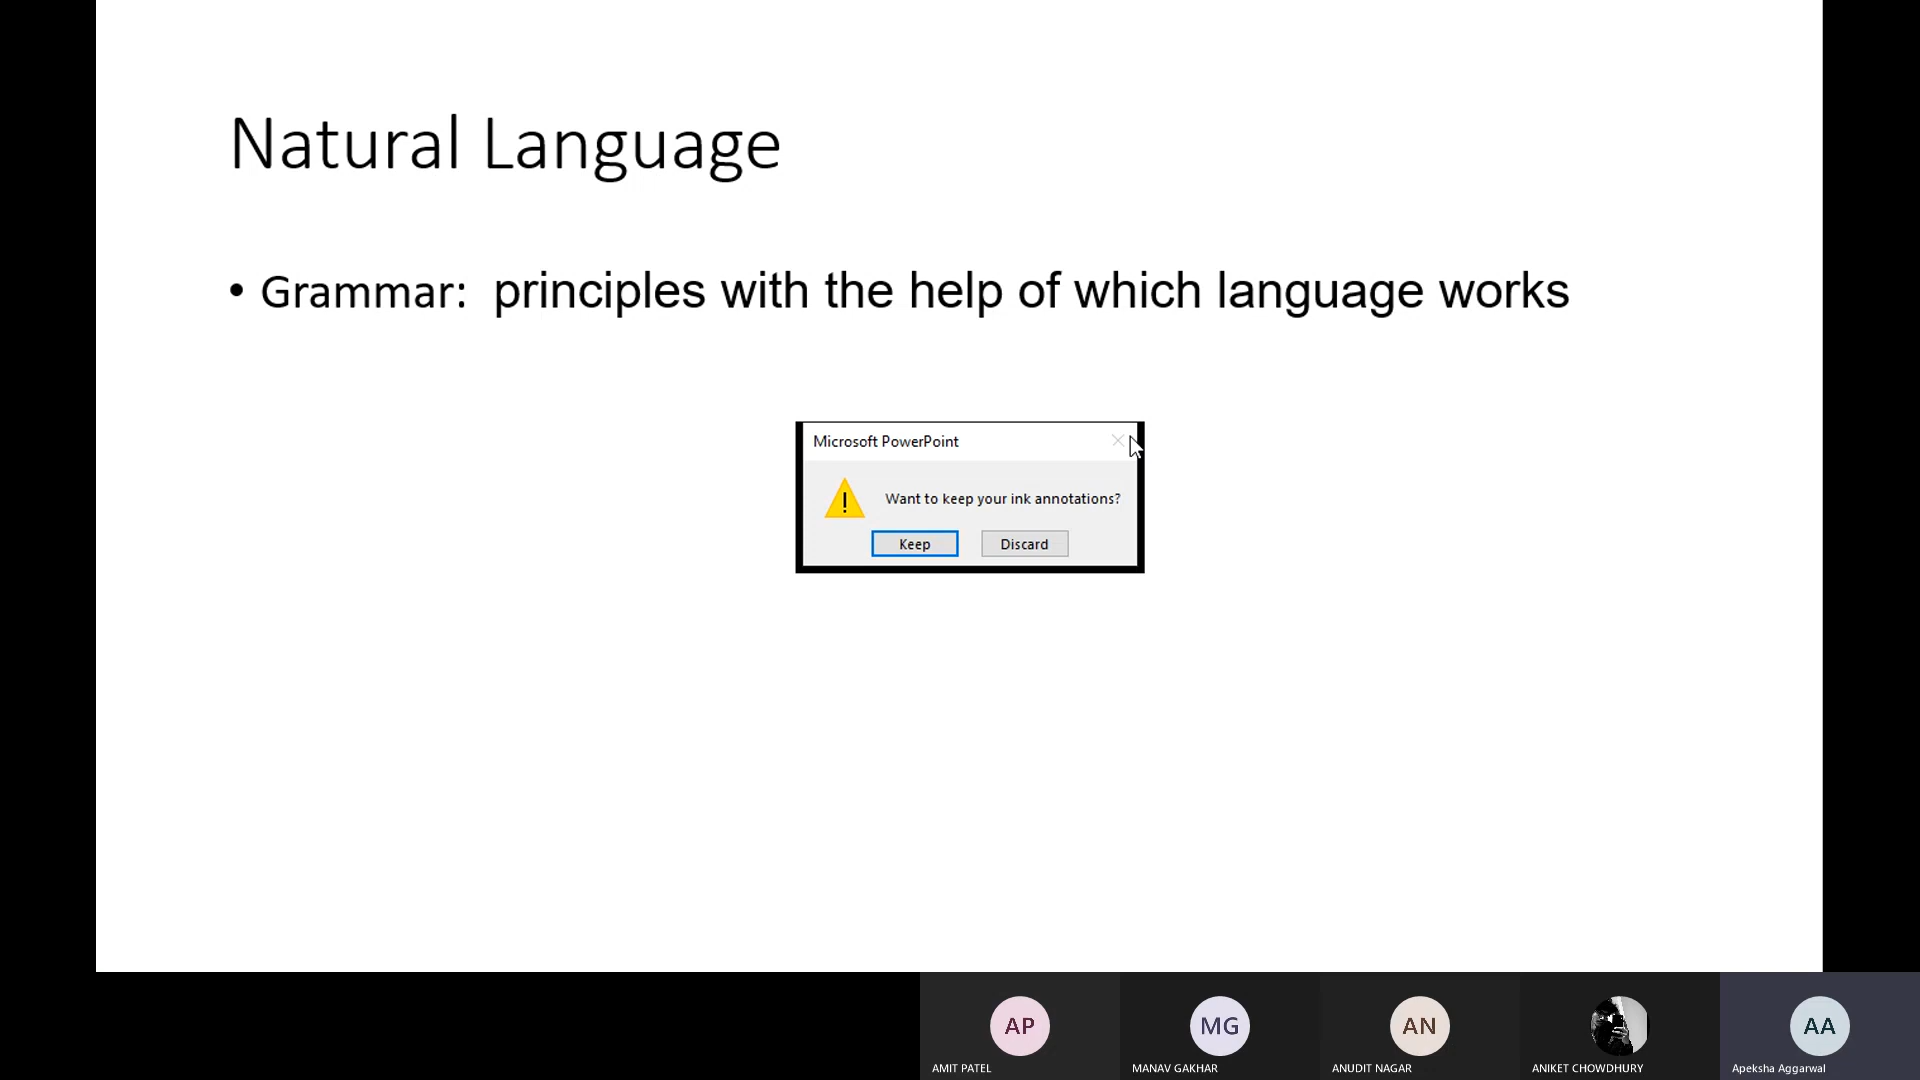 Natural Language
• Grammar: principles with the help of which language works
Microsoft PowerPoint
Want to keep your ink annotations?
Keep Discard
AP MG AN AA
AMIT PATEL MANAV GAKHAR ANUDIT NAGAR ANIKET CHOWDHURY Apeksha Aggarwal